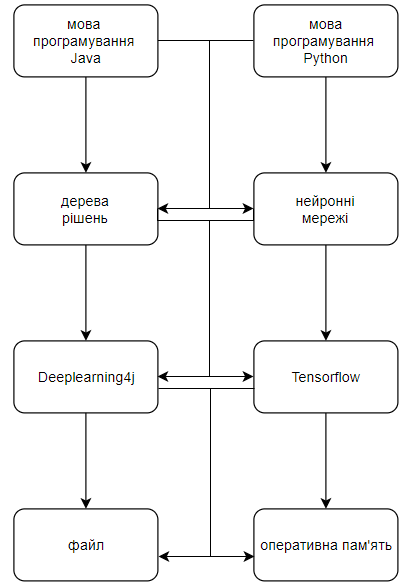 мова
програмування
Java
мова
програмування
Python
дерева
рішень
нейронні
мережі
Deeplearning4j
Tensorflow
файл
оперативна пам'ять